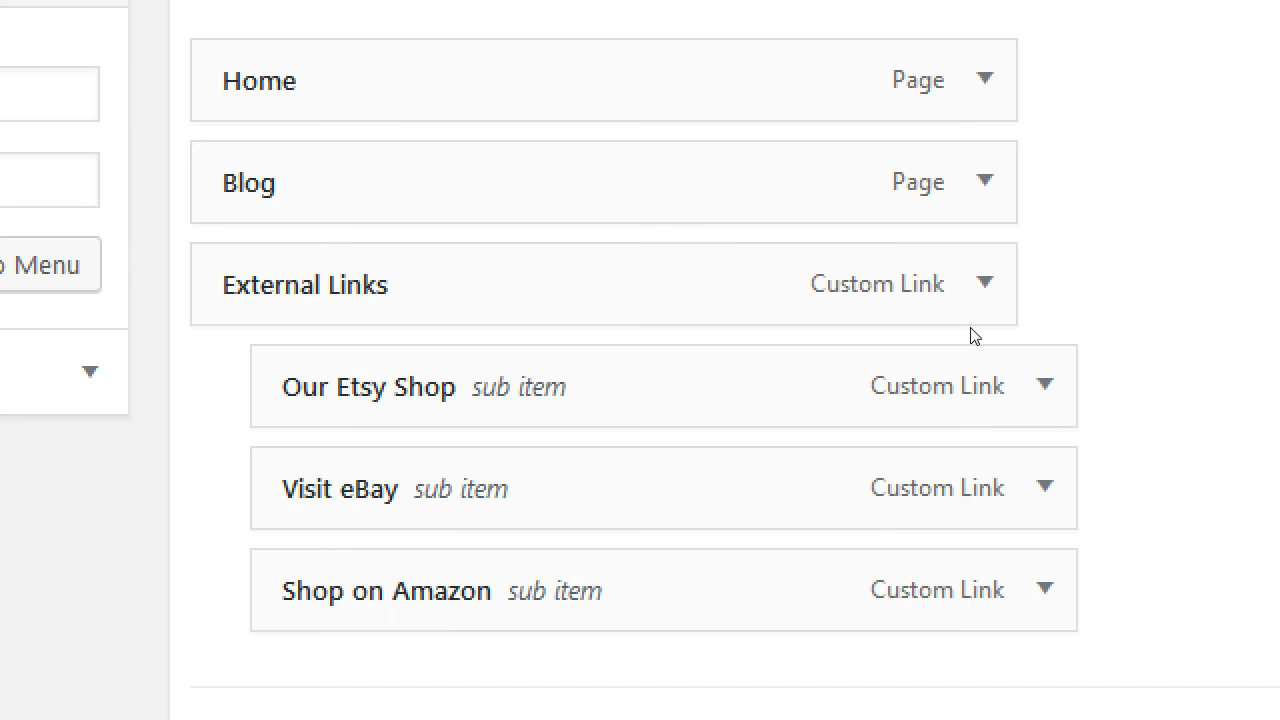 Home Page
Blog Page
Menu
External Links Custom Link
Our Etsy Shop sub item Custom Link
Visit eBay sub item Custom Link
Shop on Amazon sub item Custom Link